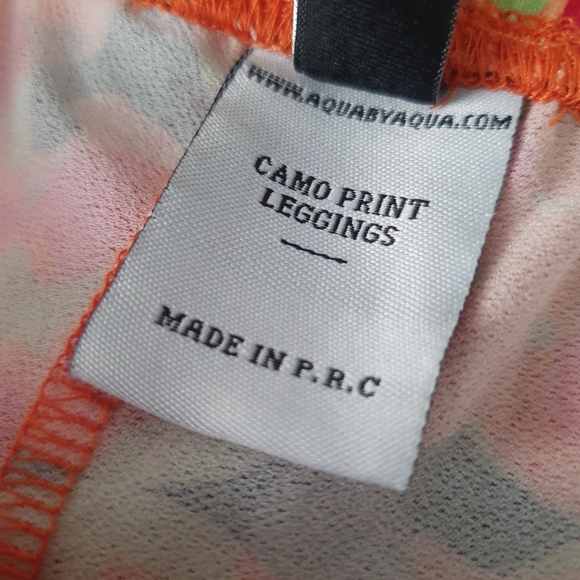 WWW.AQUABYAQUA.COM
CAMO PRINT
LEGGINGS
MADE IN P.R.C